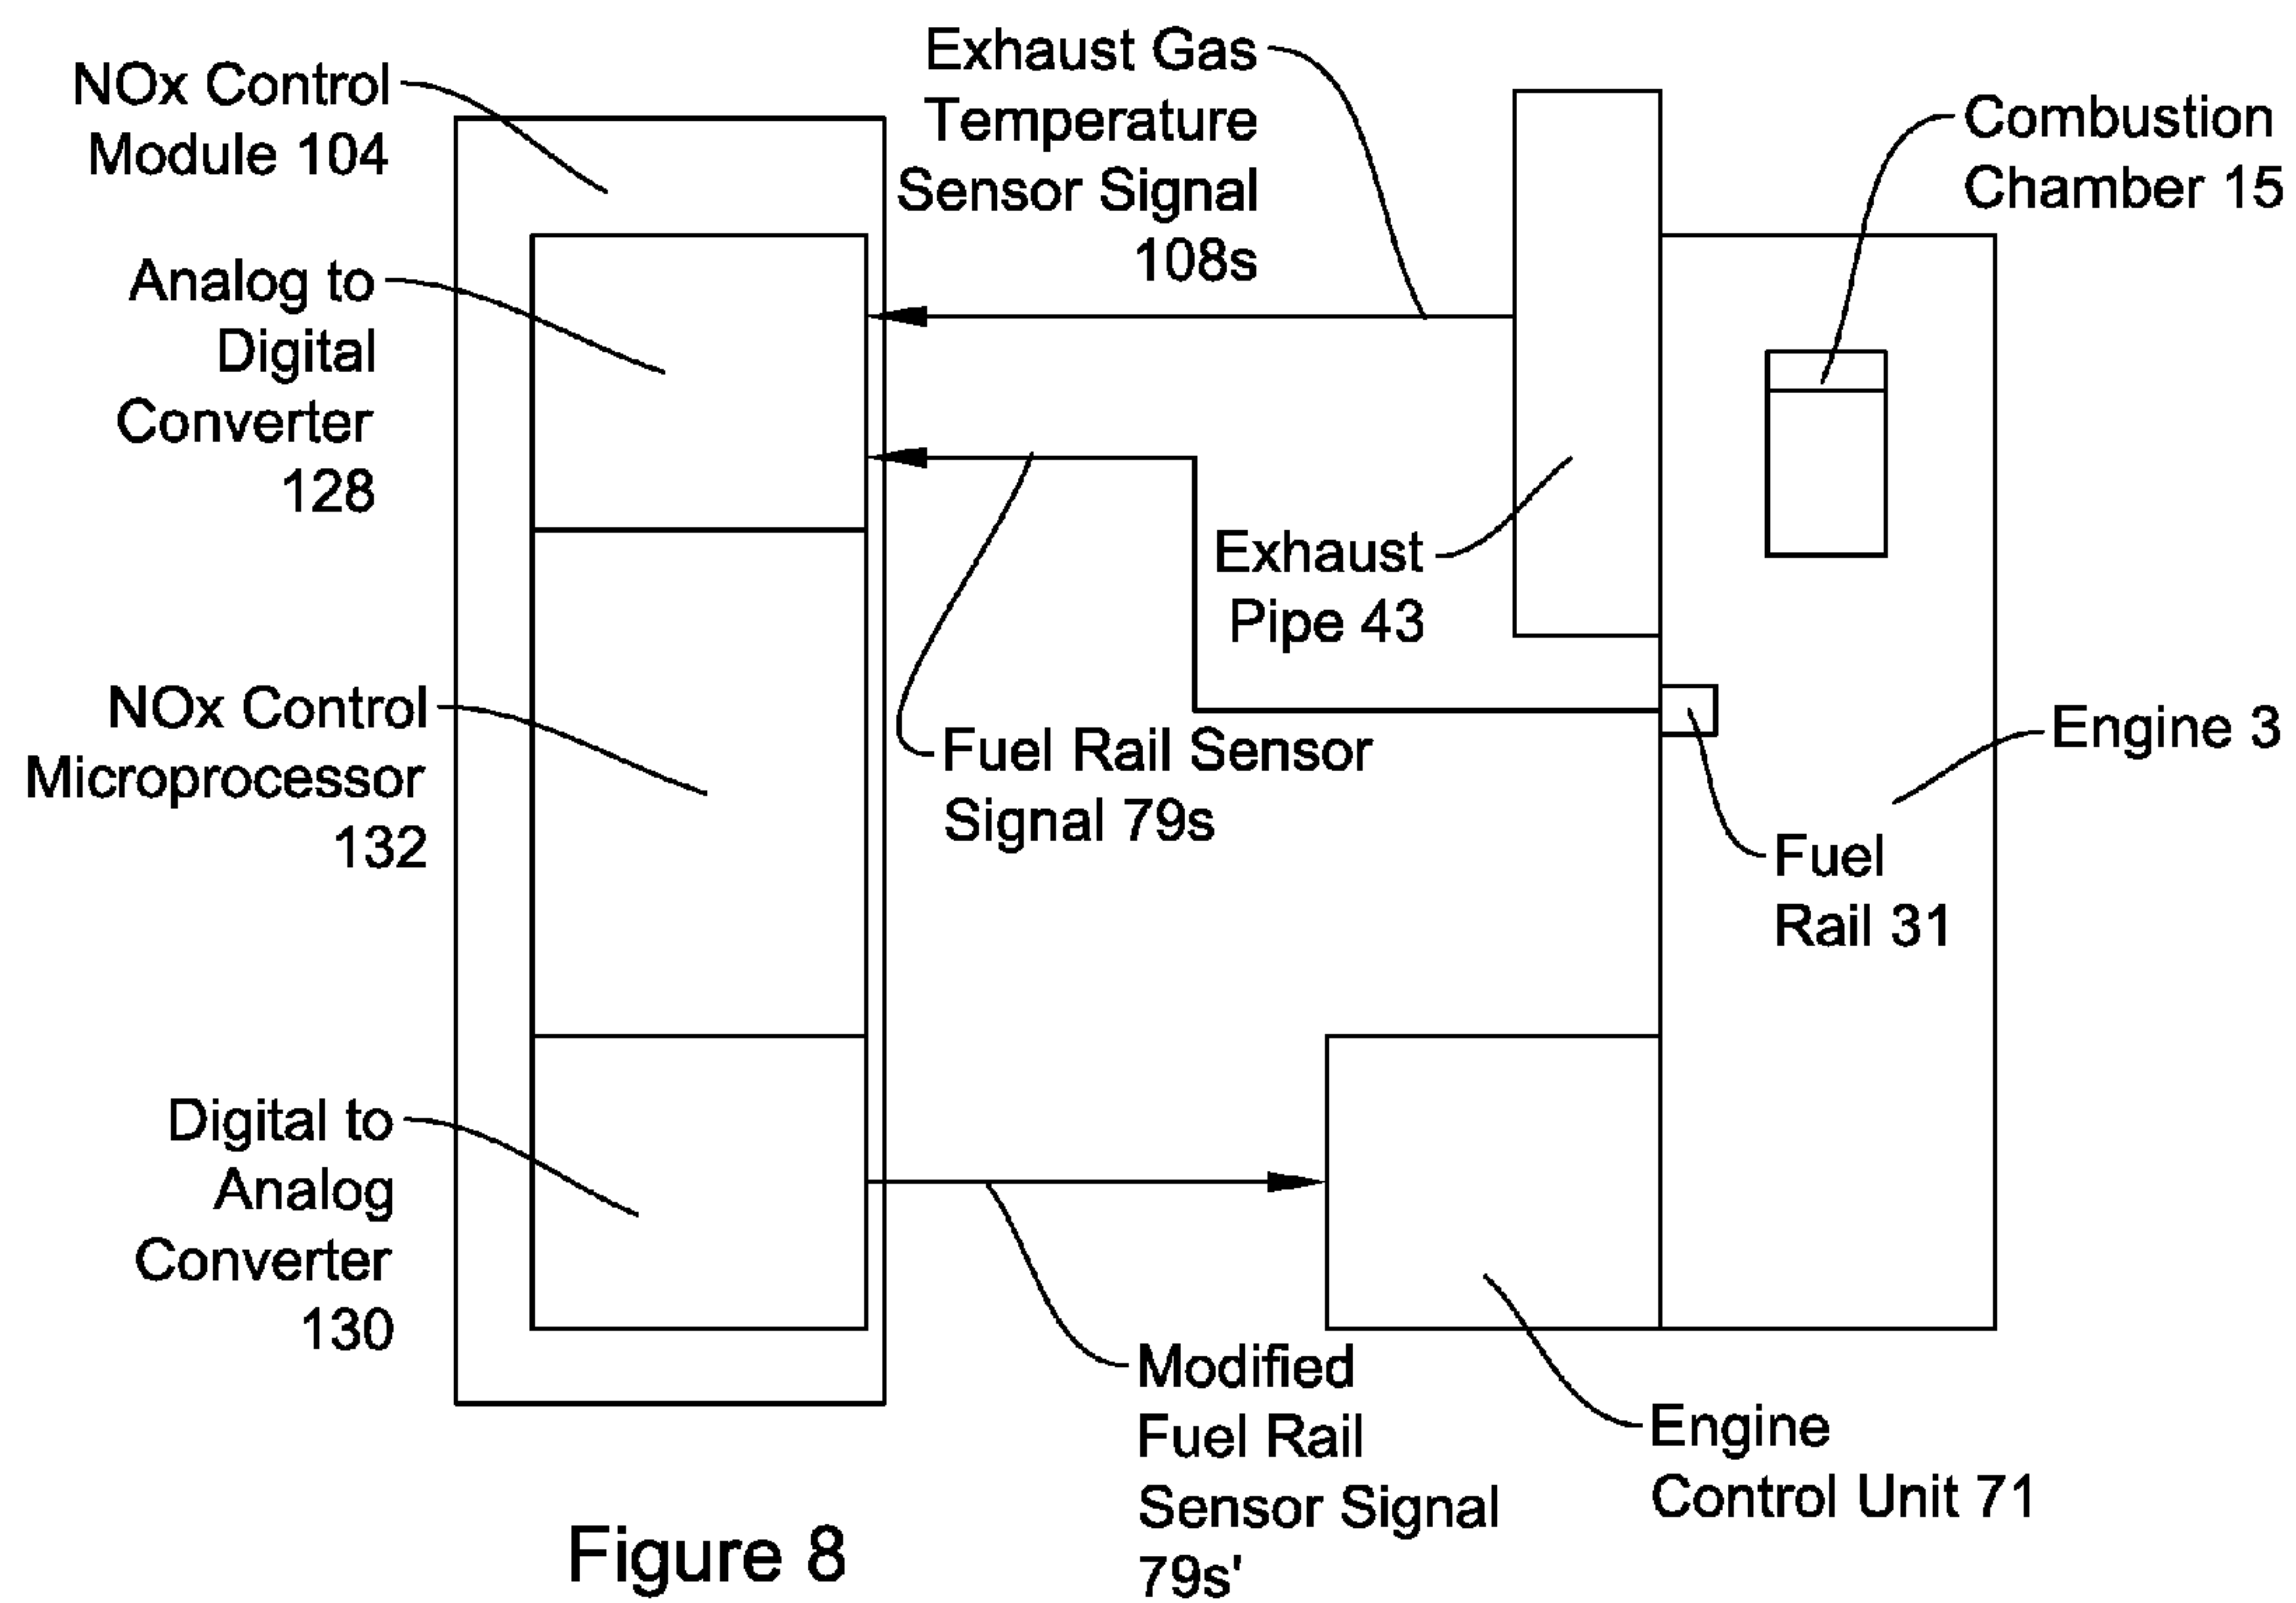 NOx Control
Module 104
Exhaust Gas
Temperature
Sensor Signal
108s
Combustion
Chamber 15
Analog to
Digital
Converter
128
Exhaust
Pipe 43
NOx Control
Microprocessor
132
Fuel Rail Sensor
Signal 79s
Engine 3
Fuel
Rail 31
Digital to
Analog
Converter
130
Modified
Fuel Rail
Sensor Signal
79s'
Engine
Control Unit 71
Figure 8